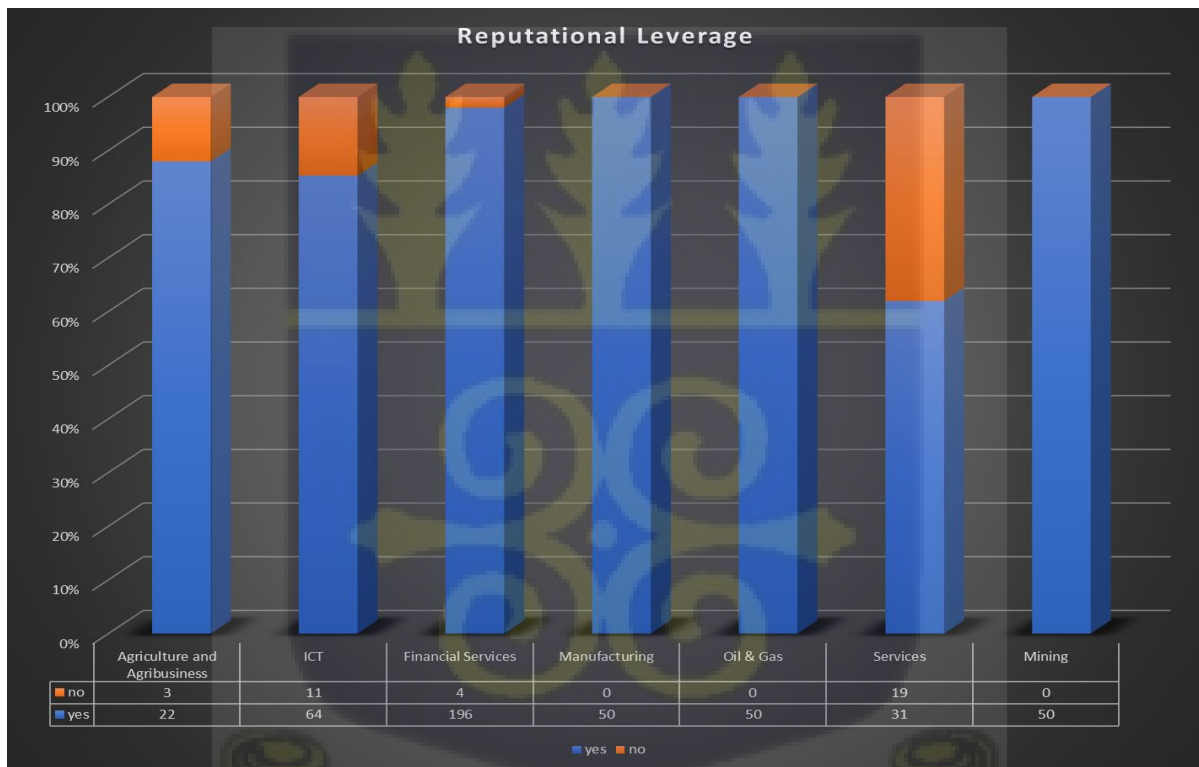 Reputational Leverage
100%
90%
80%
70%
60%
50%
40%
30%
20%
10%
0%
Agriculture and Agribusiness ICT Financial Services Manufacturing Oil & Gas Services Mining
no 3 11 4 0 0 19 0
yes 22 64 196 50 50 31 50
yes no